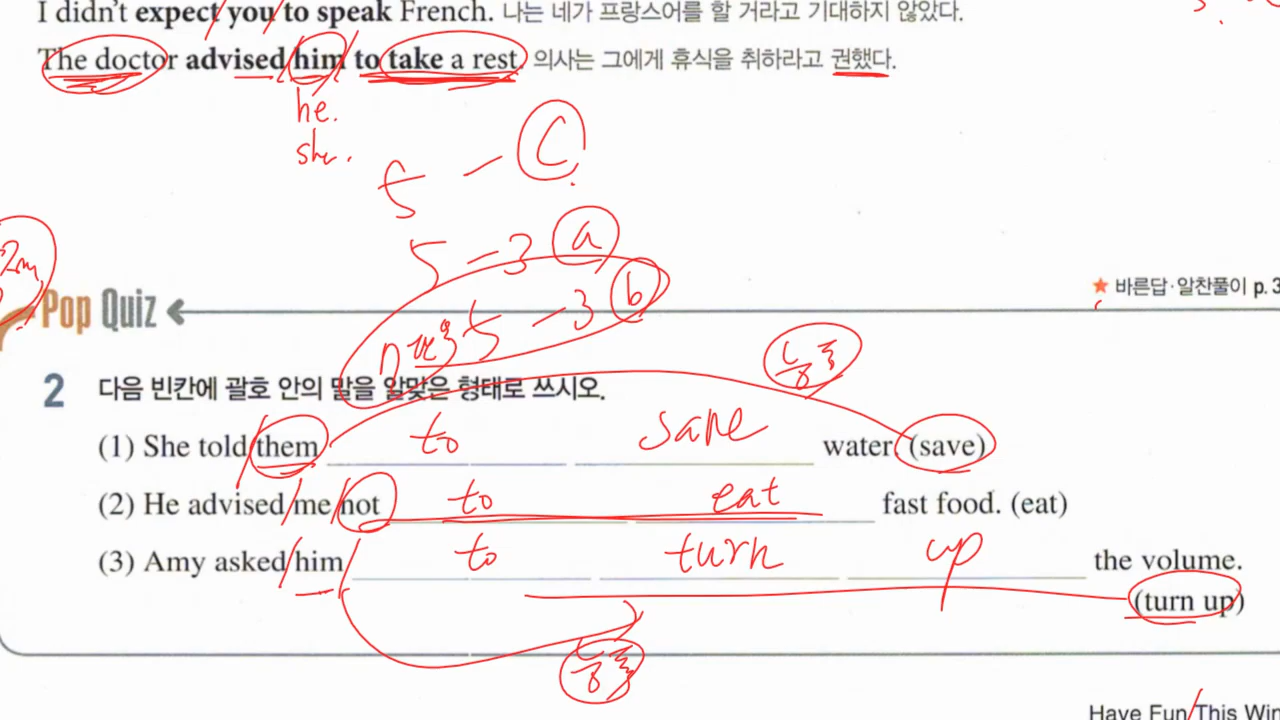 I didn't expect you to speak French. 나는 네가 프랑스어를 할 거라고 기대하지 않았다.
The doctor advised him to take a rest. 의사는 그에게 휴식을 취하라고 권했다.
he.
she.
5 - C
5 - 3 a
5 - 3 b
Pop Quiz
바른답·알찬풀이 p. 3
2 다음 빈칸에 괄호 안의 말을 알맞은 형태로 쓰시오.
능동
(1) She told them to save water. (save)
(2) He advised me not to eat fast food. (eat)
(3) Amy asked him to turn up the volume.
(turn up)
능동
Have Fun This Win